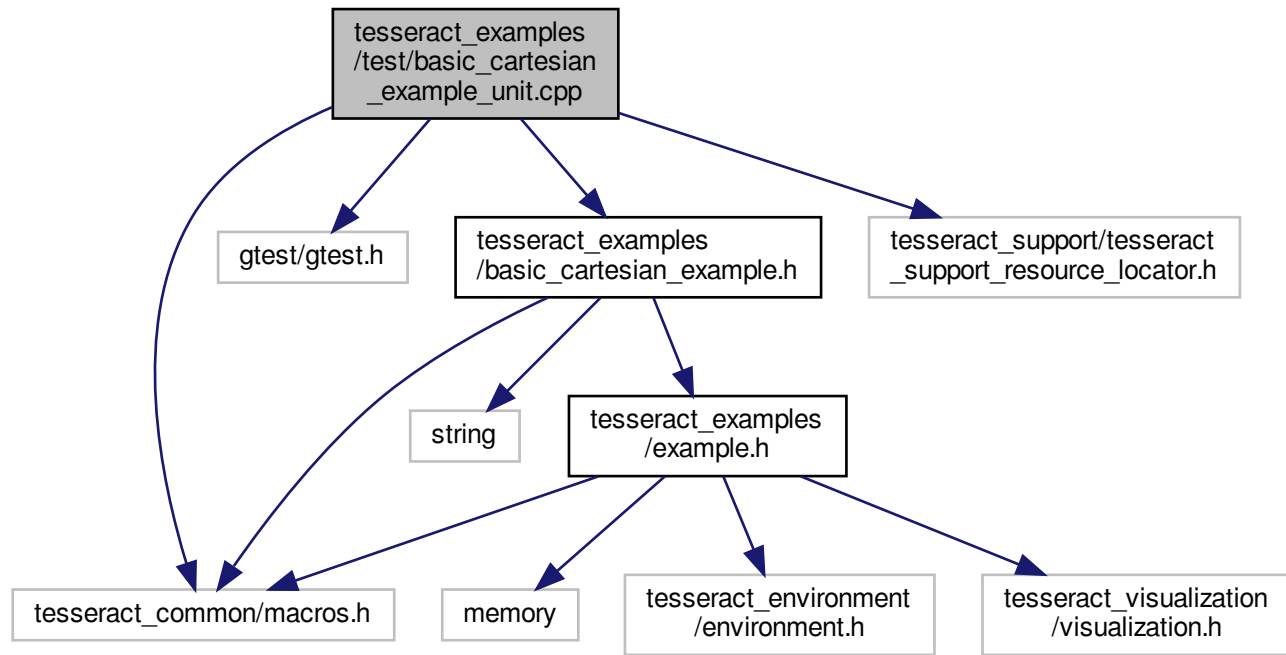 tesseract_examples
/test/basic_cartesian
_example_unit.cpp
gtest/gtest.h
tesseract_examples
/basic_cartesian_example.h
tesseract_support/tesseract
_support_resource_locator.h
string
tesseract_examples
/example.h
tesseract_common/macros.h
memory
tesseract_environment
/environment.h
tesseract_visualization
/visualization.h